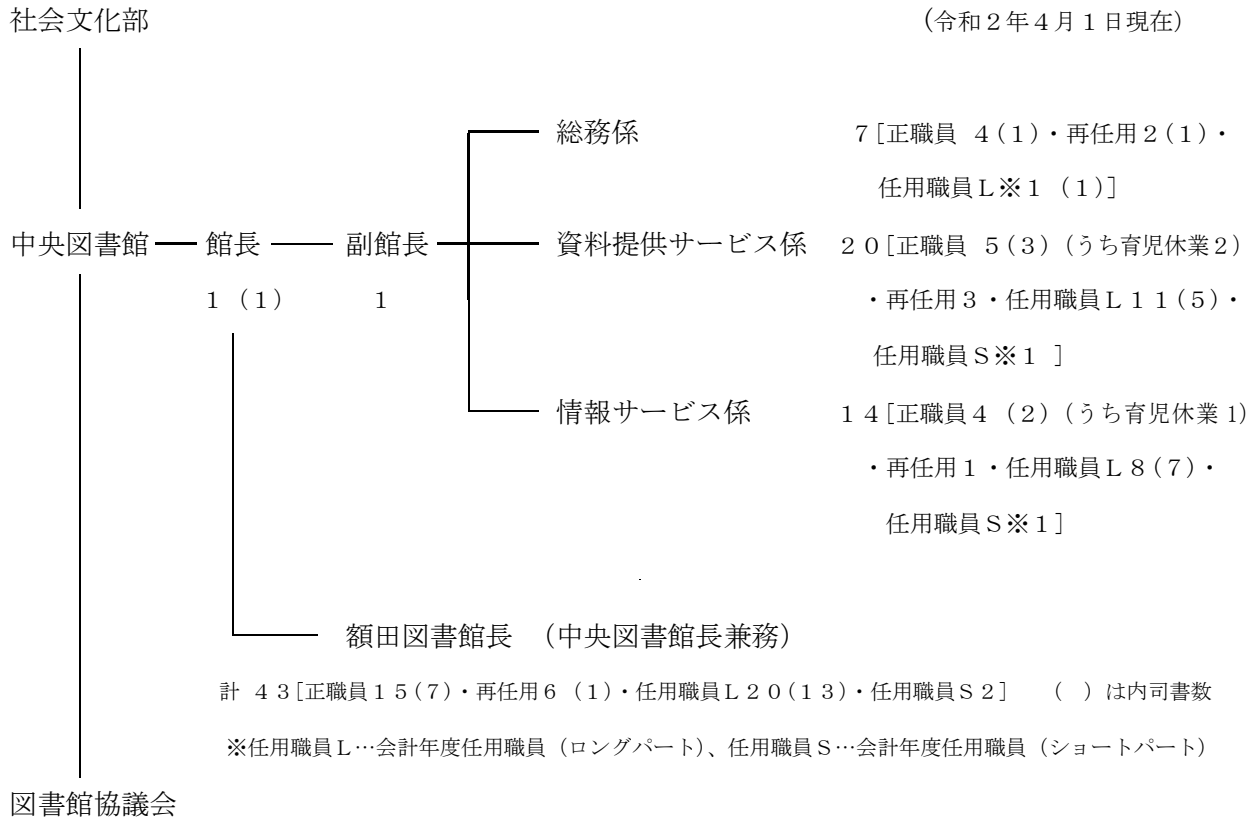 社会文化部 (令和２年４月１日現在)
総務係 ７[正職員 ４(１)・再任用２(１)・
任用職員Ｌ※１ (１)]
中央図書館 館長 副館長 資料提供サービス係 ２０[正職員 ５(３) (うち育児休業２)
１ (１) １ ・再任用３・任用職員Ｌ１１(５)・
任用職員Ｓ※１ ]
情報サービス係 １４[正職員４ (２) (うち育児休業 1)
・再任用１・任用職員Ｌ８(７)・
任用職員Ｓ※１]
額田図書館長 （中央図書館長兼務）
計 ４３[正職員１５(７)・再任用６ (１)・任用職員Ｌ２０(１３)・任用職員Ｓ２] ( ) は内司書数
※任用職員Ｌ…会計年度任用職員（ロングパート）、任用職員Ｓ…会計年度任用職員（ショートパート）
図書館協議会